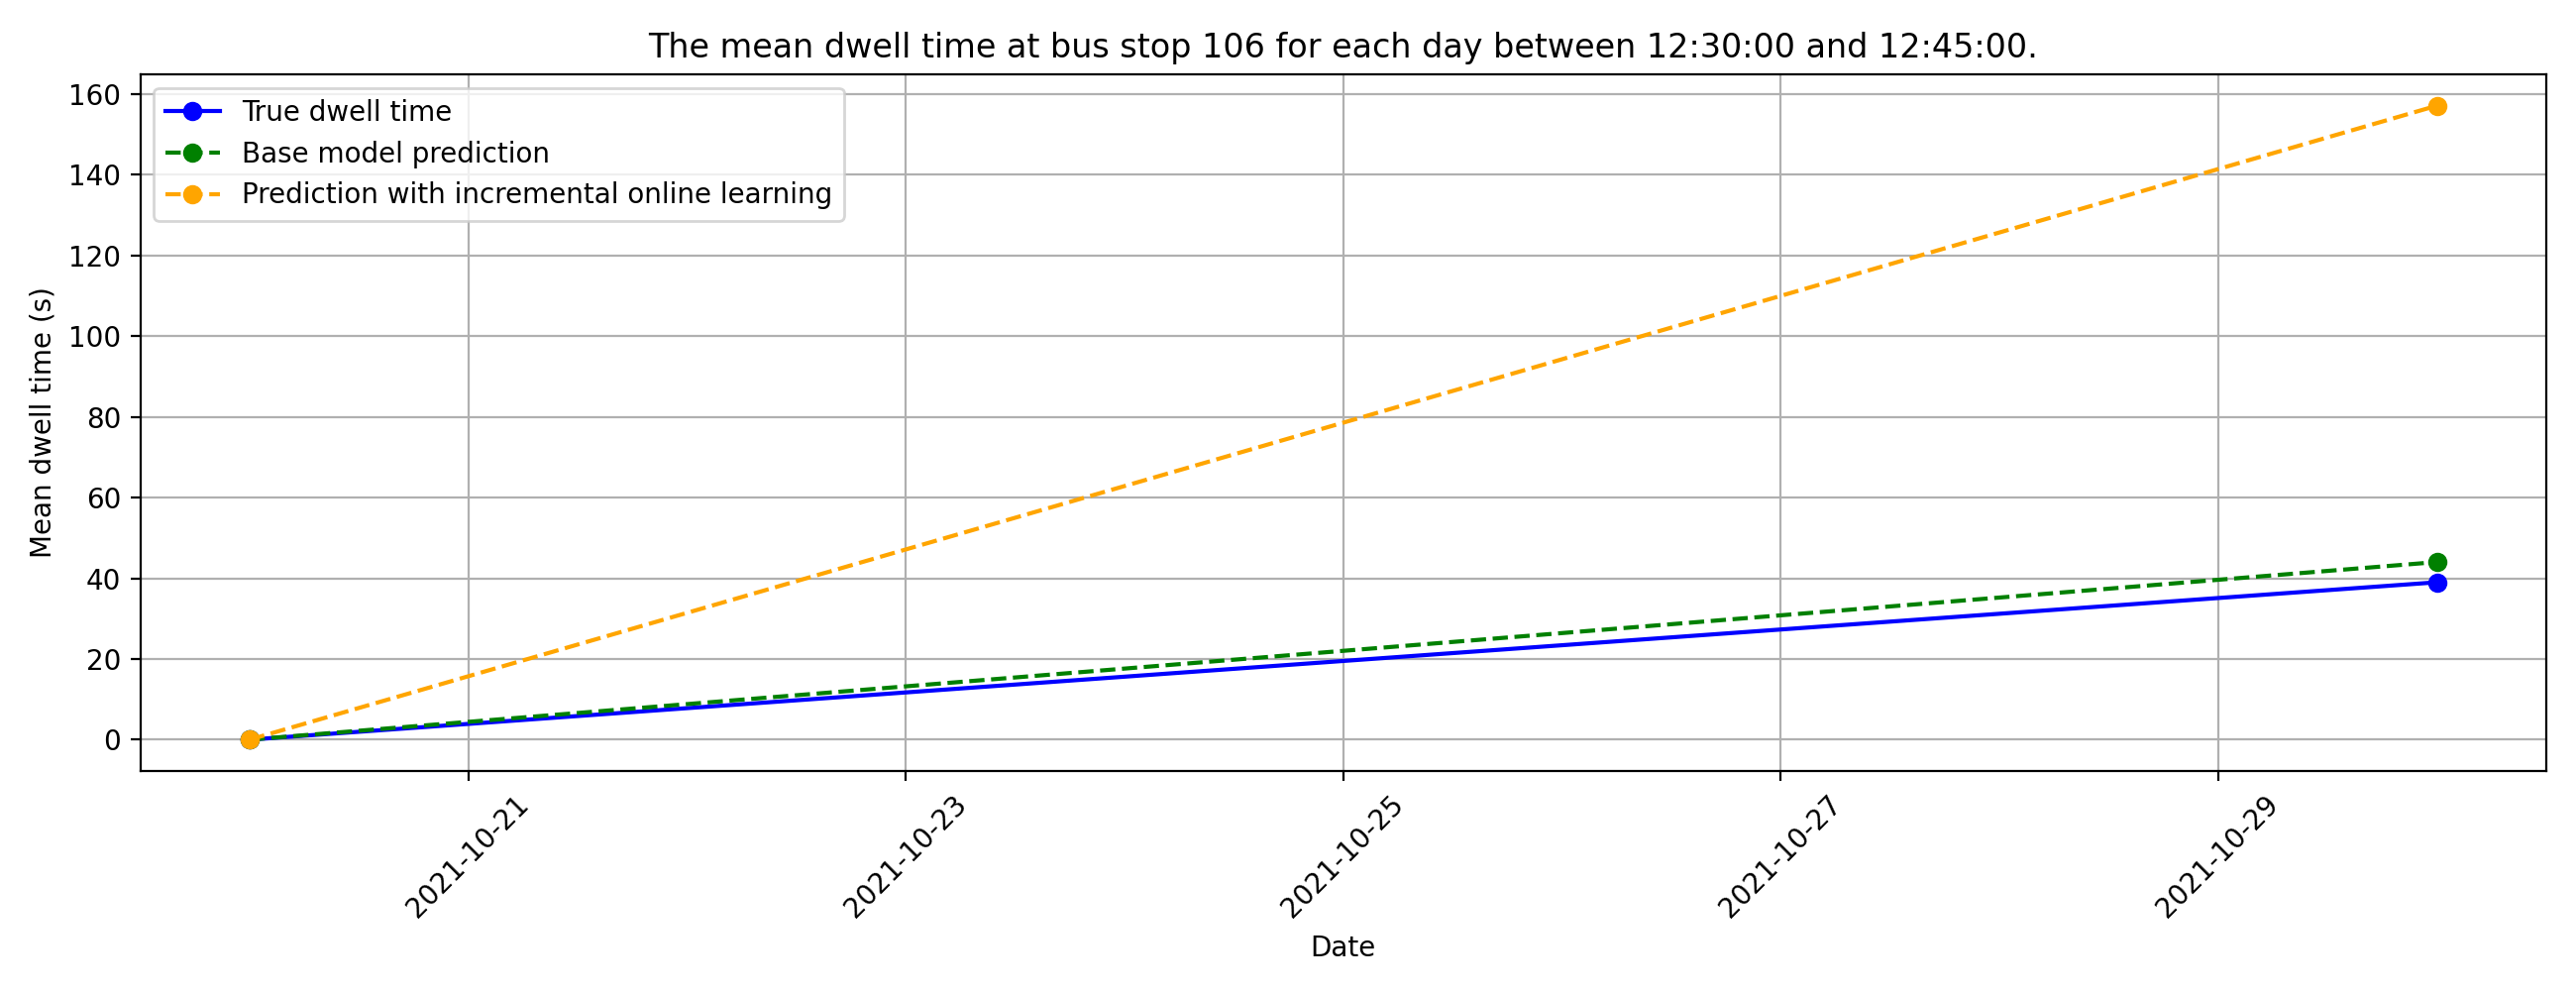 The mean dwell time at bus stop 106 for each day between 12:30:00 and 12:45:00.
True dwell time
Base model prediction
Prediction with incremental online learning
Mean dwell time (s)
160
140
120
100
80
60
40
20
0
2021-10-21
2021-10-23
2021-10-25
2021-10-27
2021-10-29
Date